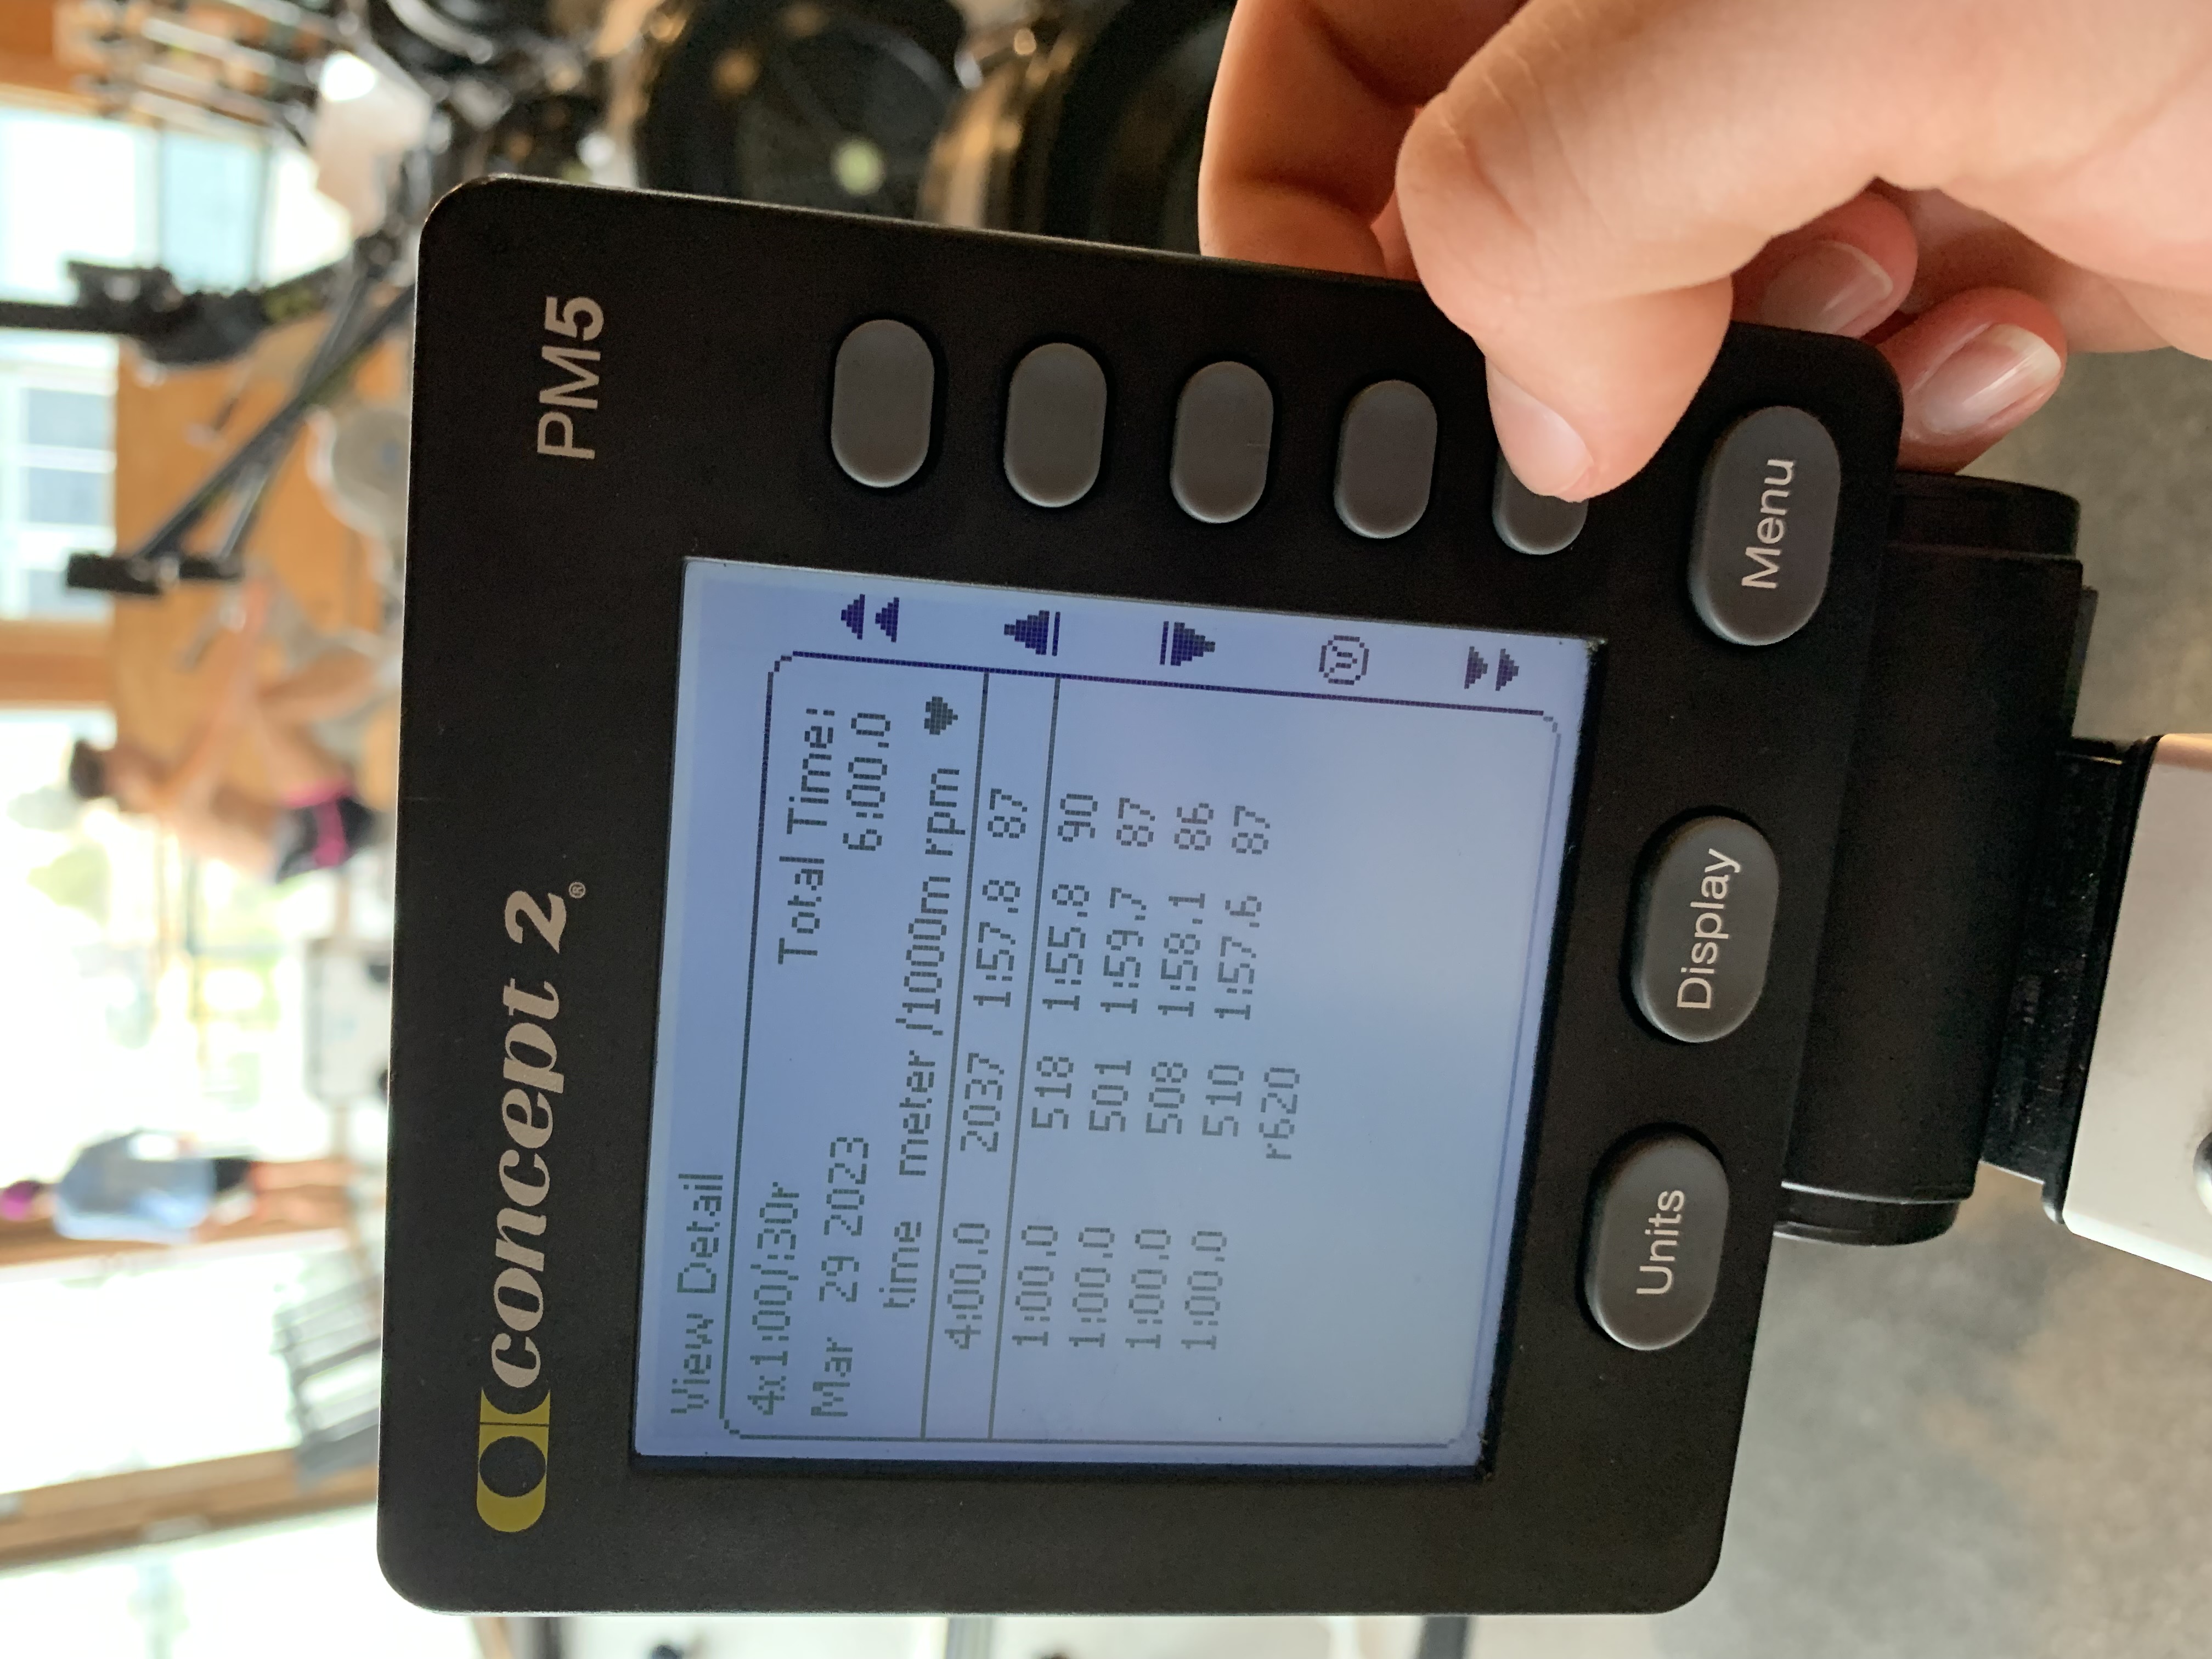 concept 2®
PM5
View Detail
4x1:00/:30r
Total Time:
Mar 29 2023
6:00.0
time meter /1000m rpm ♥
4:00.0 2037 1:57.8 87
1:00.0 518 1:55.8 90
1:00.0 501 1:59.7 87
1:00.0 508 1:58.1 86
1:00.0 510 1:57.6 87
r620
Units
Display
Menu